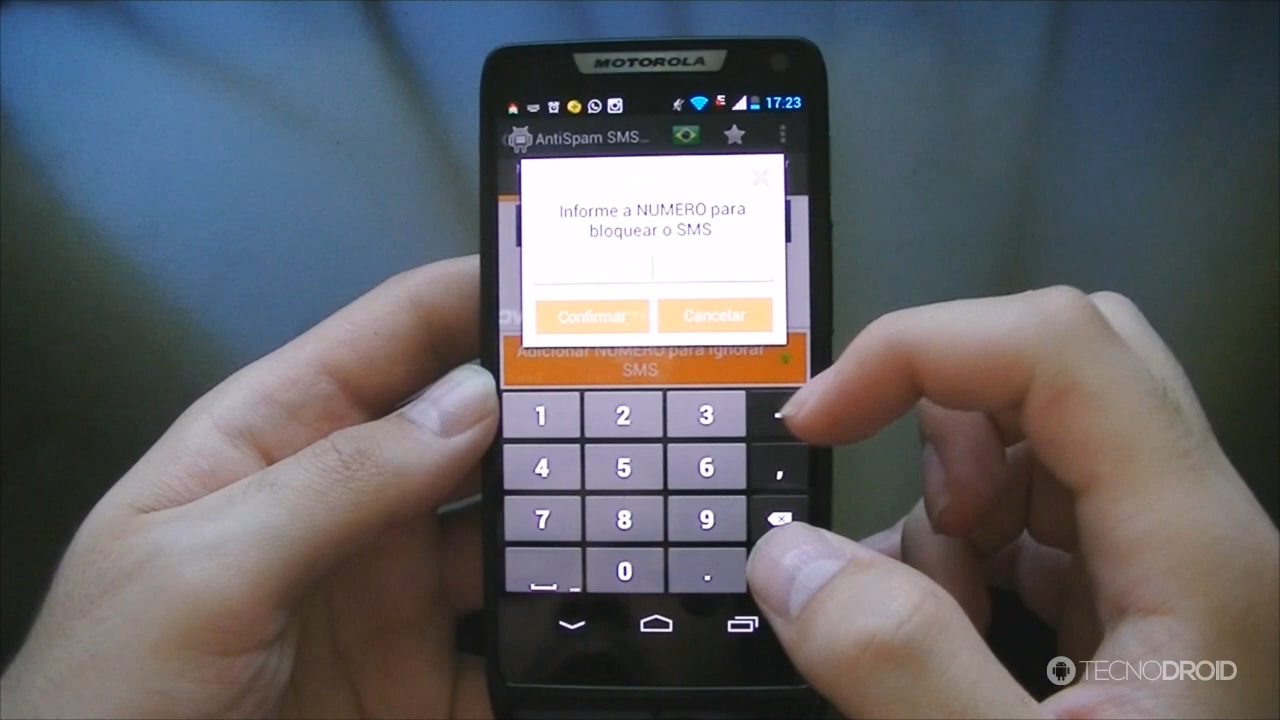 MOTOROLA
17.23
AntiSpam SMS...
Informe a NUMERO para
bloquear o SMS
Confirmar
Cancelar
Adicionar NUMERO para ignorar
SMS
1 2 3 -
4 5 6 ,
7 8 9
0 .
TECNODROID